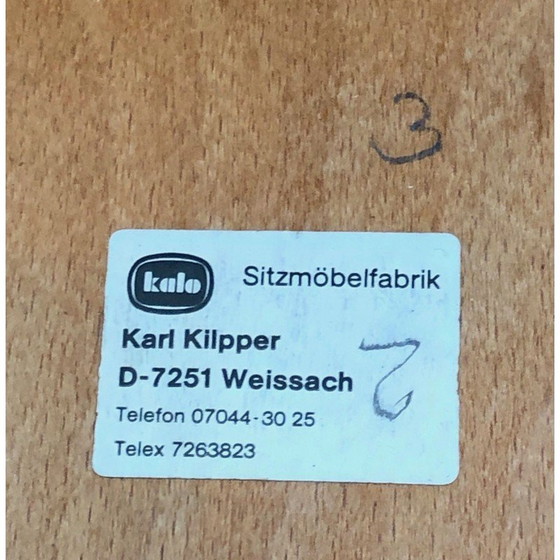 3
kalo Sitzmöbelfabrik
Karl Kilpper
D-7251 Weissach
Telefon 07044-30 25
Telex 7263823